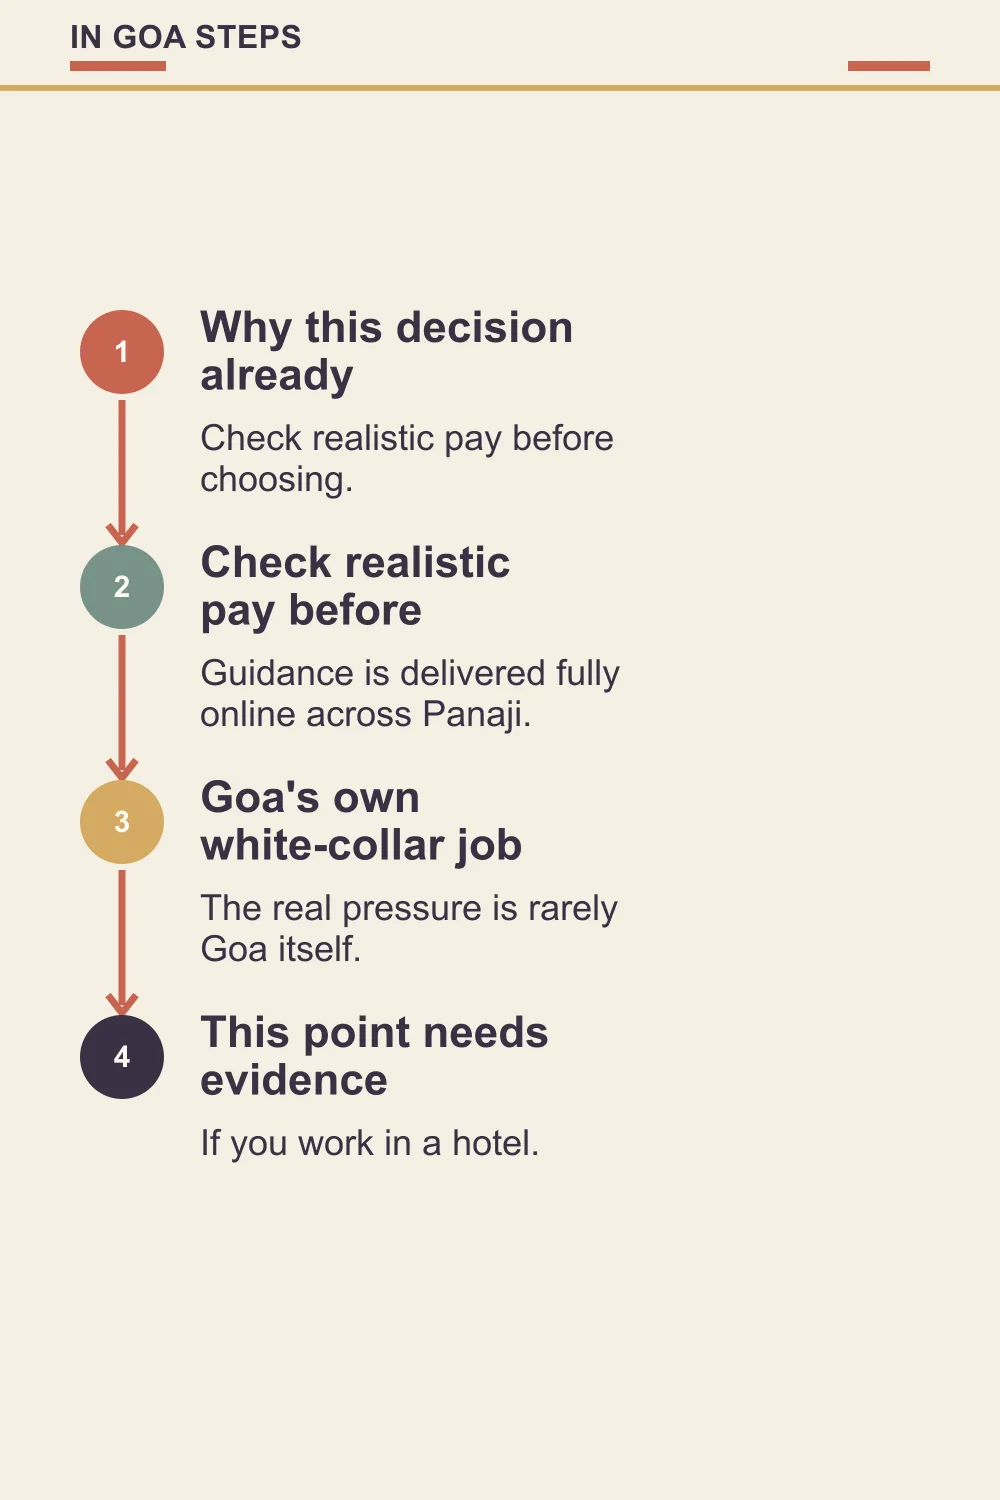 IN GOA STEPS
1
Why this decision
already
Check realistic pay before
choosing.
2
Check realistic
pay before
Guidance is delivered fully
online across Panaji.
3
Goa's own
white-collar job
The real pressure is rarely
Goa itself.
4
This point needs
evidence
If you work in a hotel.